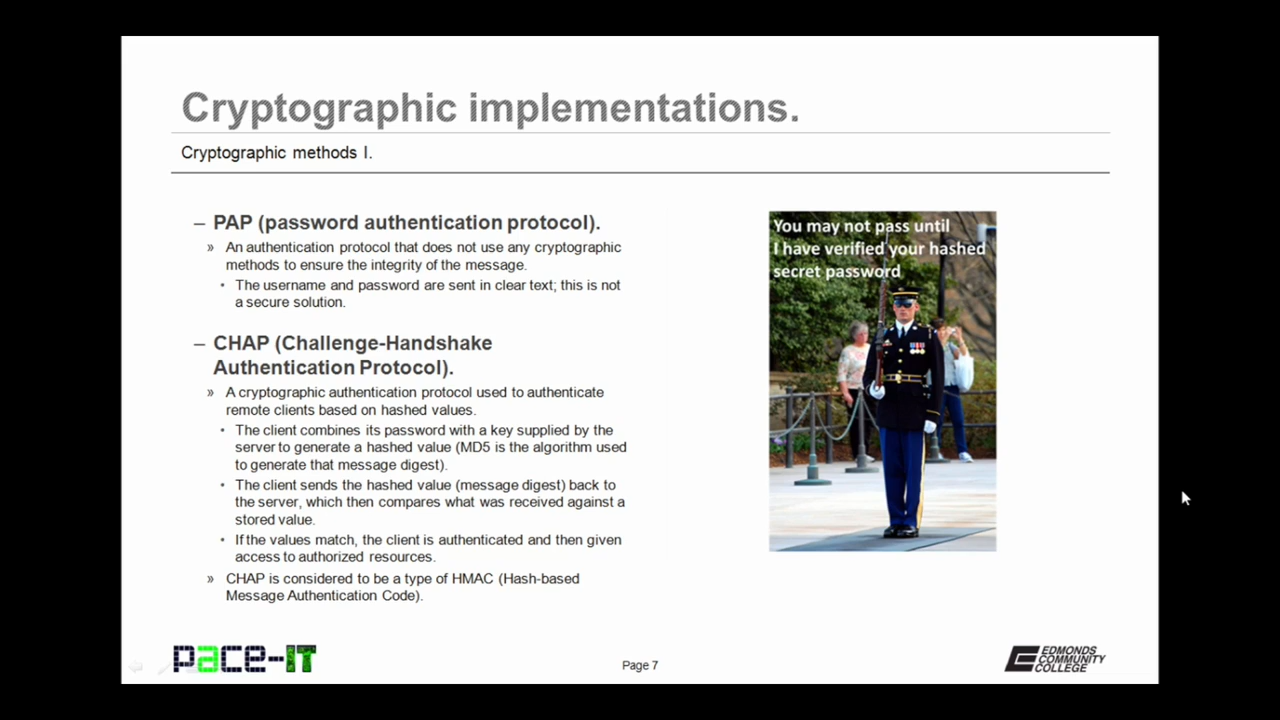 Cryptographic implementations.
Cryptographic methods I.
– PAP (password authentication protocol).
» An authentication protocol that does not use any cryptographic
methods to ensure the integrity of the message.
• The username and password are sent in clear text; this is not
a secure solution.
– CHAP (Challenge-Handshake
Authentication Protocol).
» A cryptographic authentication protocol used to authenticate
remote clients based on hashed values.
• The client combines its password with a key supplied by the
server to generate a hashed value (MD5 is the algorithm used
to generate that message digest).
• The client sends the hashed value (message digest) back to
the server, which then compares what was received against a
stored value.
• If the values match, the client is authenticated and then given
access to authorized resources.
» CHAP is considered to be a type of HMAC (Hash-based
Message Authentication Code).
You may not pass until
I have verified your hashed
secret password
pace-IT
Page 7
EDMONDS
COMMUNITY
COLLEGE